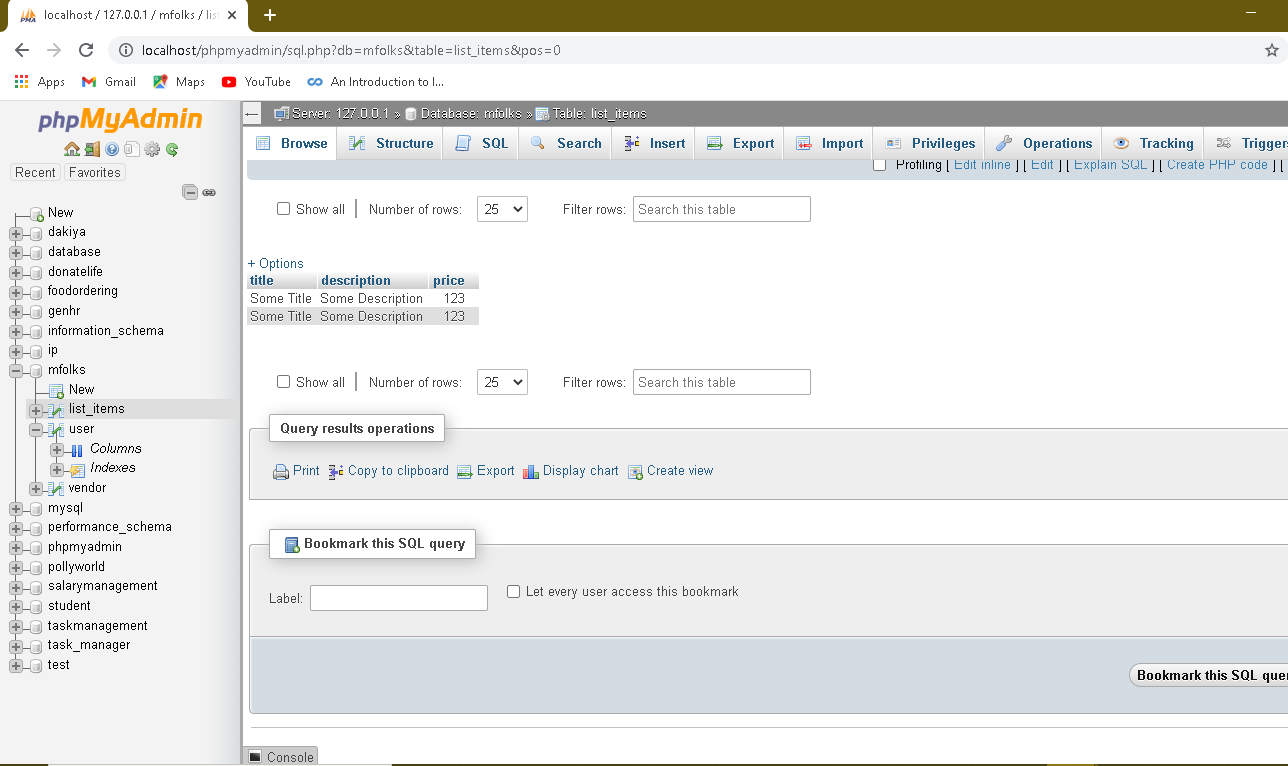 localhost / 127.0.0.1 / mfolks / lis
localhost/phpmyadmin/sql.php?db=mfolks&table=list_items&pos=0
Apps Gmail Maps YouTube An Introduction to I...
phpMyAdmin
Recent Favorites
New
dakiya
database
donatelife
foodordering
genhr
information_schema
ip
mfolks
New
list_items
user
Columns
Indexes
vendor
mysql
performance_schema
phpmyadmin
pollyworld
salarymanagement
student
taskmanagement
task_manager
test
Server: 127.0.0.1 » Database: mfolks » Table: list_items
Browse Structure SQL Search Insert Export Import Privileges Operations Tracking Trigger
Profiling [ Edit inline ] [ Edit ] [ Explain SQL ] [ Create PHP code ] [
Show all Number of rows: 25 Filter rows: Search this table
+ Options
title description price
Some Title Some Description 123
Some Title Some Description 123
Show all Number of rows: 25 Filter rows: Search this table
Query results operations
Print Copy to clipboard Export Display chart Create view
Bookmark this SQL query
Label: Let every user access this bookmark
Bookmark this SQL quer
Console